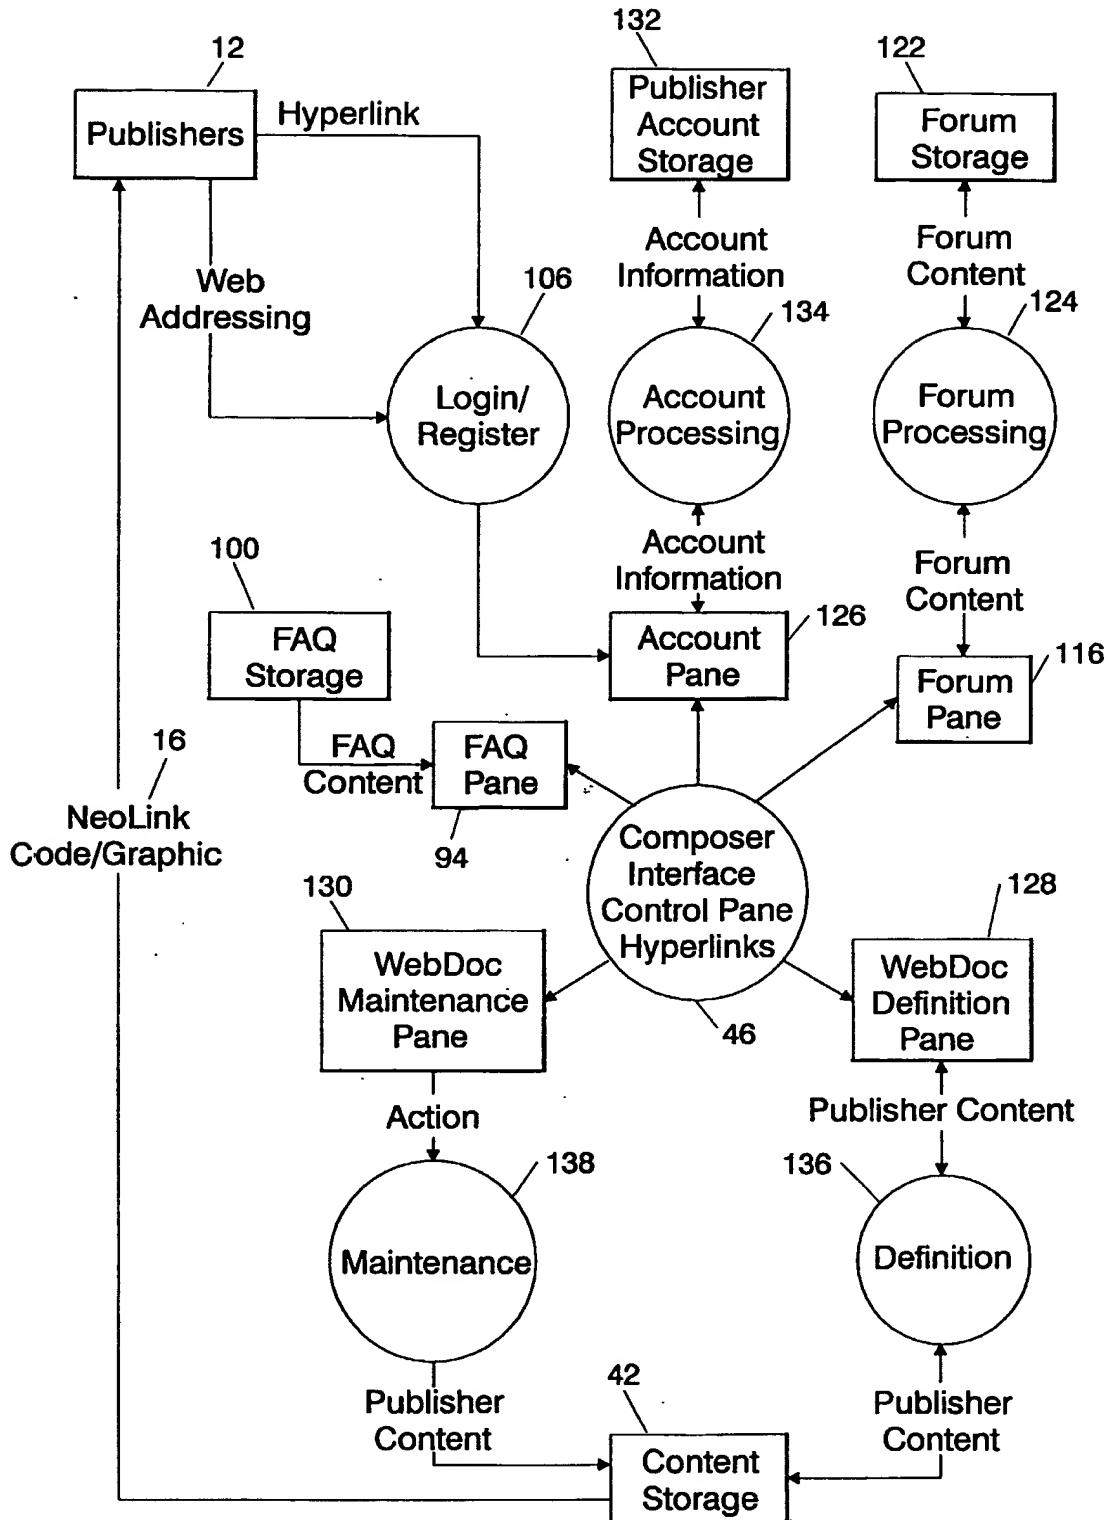 132
12
122
Publishers
Hyperlink
Publisher
Account
Storage
Forum
Storage
Web
Addressing
106
Account
Information
134
Forum
Content
124
Login/
Register
Account
Processing
Forum
Processing
100
FAQ
Storage
Account
Information
126
Account
Pane
Forum
Content
116
Forum
Pane
16
NeoLink
Code/Graphic
FAQ
Content
FAQ
Pane
94
Composer
Interface
Control Pane
Hyperlinks
46
130
WebDoc
Maintenance
Pane
128
WebDoc
Definition
Pane
Action
Publisher Content
138
Maintenance
136
Definition
Publisher
Content
42
Content
Storage
Publisher
Content